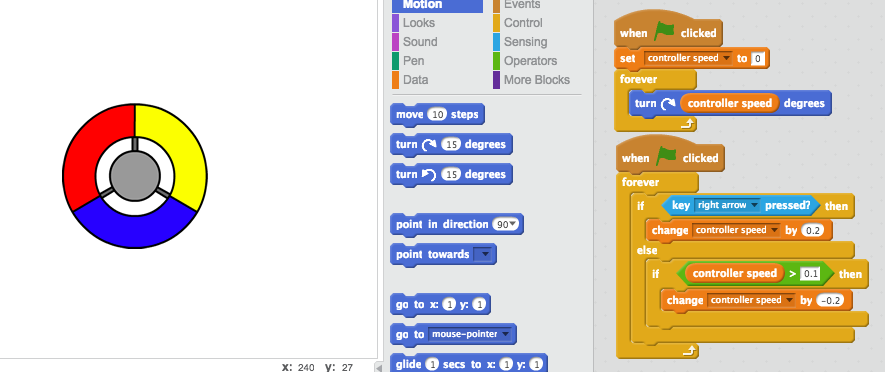 Motion Events
Looks Control
Sound Sensing
Pen Operators
Data More Blocks
move 10 steps
turn 15 degrees
turn 15 degrees
point in direction 90
point towards
go to x: 1 y: 1
go to mouse-pointer
glide 1 secs to x: 1 y: 1
x: 240 y: 27
when clicked
set controller speed to 0
forever
turn controller speed degrees
when clicked
forever
if key right arrow pressed? then
change controller speed by 0.2
else
if controller speed > 0.1 then
change controller speed by -0.2